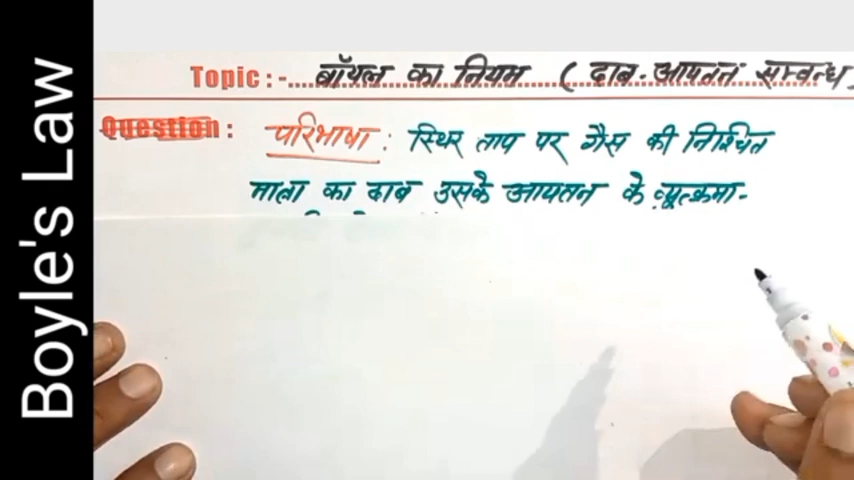 Boyle's Law
Topic :- बॉयल का नियम ( दाब - आयतन सम्बन्ध )
Question : परिभाषा : स्थिर ताप पर गैस की निश्चित
मात्रा का दाब उसके आयतन के व्युत्क्रमा-